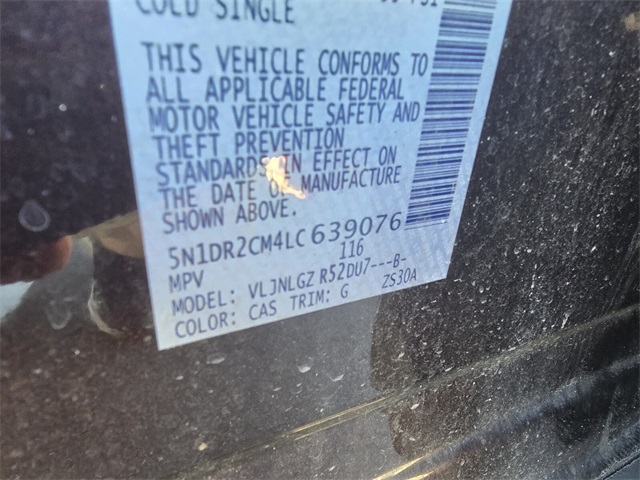 COLD SINGLE
THIS VEHICLE CONFORMS TO
ALL APPLICABLE FEDERAL
MOTOR VEHICLE SAFETY AND
THEFT PREVENTION
STANDARDS IN EFFECT ON
THE DATE OF MANUFACTURE
SHOWN ABOVE.
5N1DR2CM4LC639076
MPV 116
MODEL: VLJNLGZ R52DU7---B-
COLOR: CAS TRIM: G ZS30A